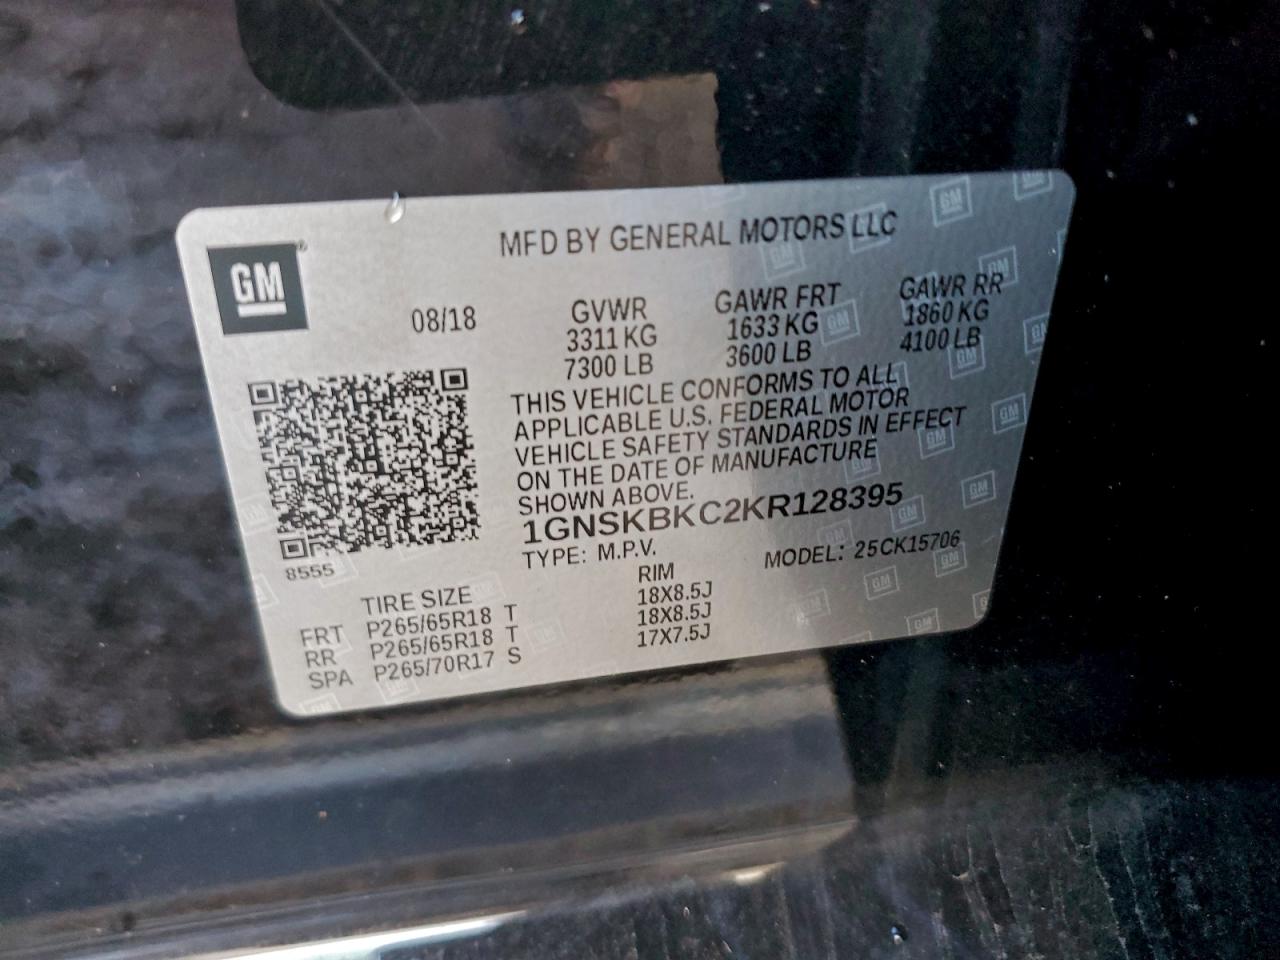 MFD BY GENERAL MOTORS LLC
GM®
08/18
GVWR GAWR FRT GAWR RR
3311 KG 1633 KG 1860 KG
7300 LB 3600 LB 4100 LB
THIS VEHICLE CONFORMS TO ALL
APPLICABLE U.S. FEDERAL MOTOR
VEHICLE SAFETY STANDARDS IN EFFECT
ON THE DATE OF MANUFACTURE
SHOWN ABOVE.
1GNSKBKC2KR128395
8555
TYPE: M.P.V. MODEL: 25CK15706
TIRE SIZE RIM
FRT P265/65R18 T 18X8.5J
RR P265/65R18 T 18X8.5J
SPA P265/70R17 S 17X7.5J